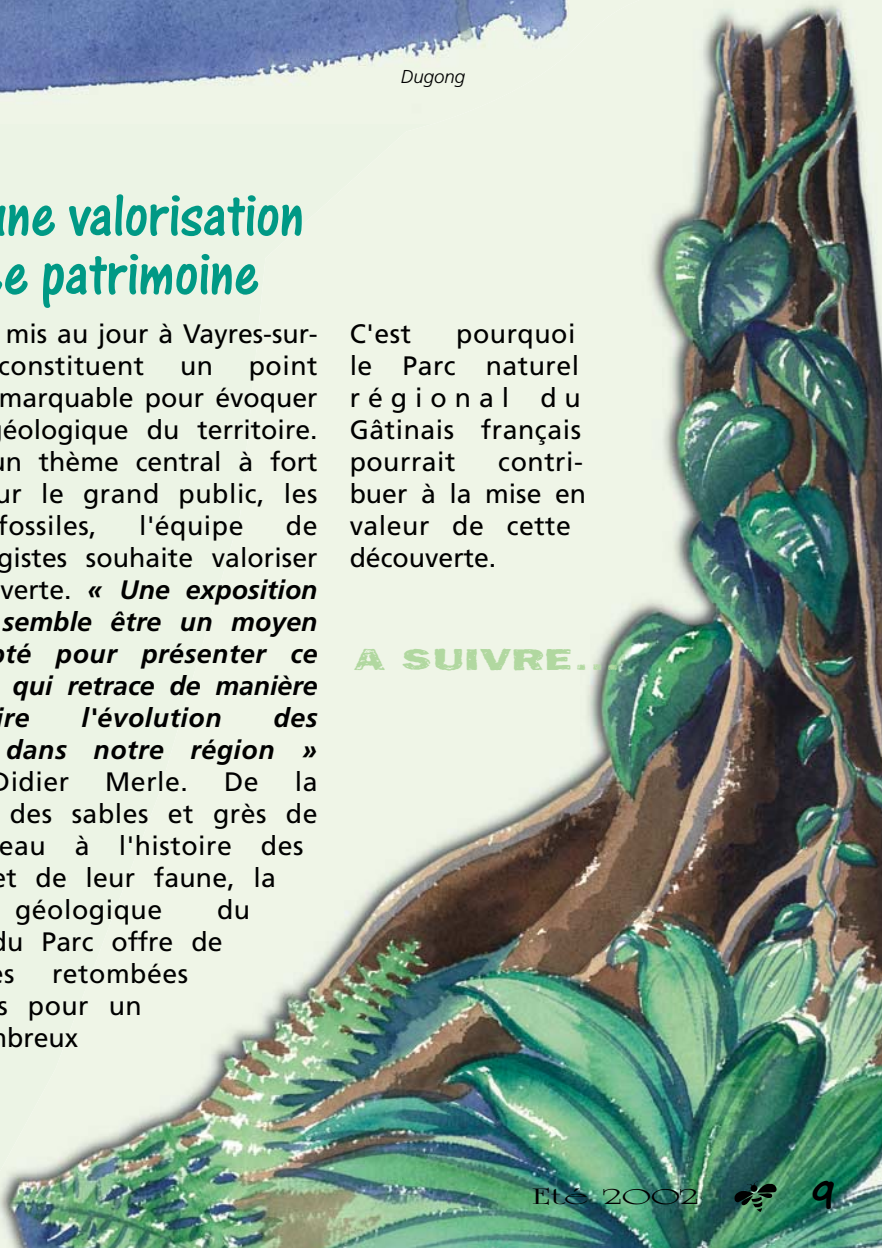 Dugong
une valorisation
e patrimoine
mis au jour à Vayres-sur-
constituent un point
marquable pour évoquer
géologique du territoire.
un thème central à fort
ur le grand public, les
fossiles, l'équipe de
gistes souhaite valoriser
verte. « Une exposition
semble être un moyen
pté pour présenter ce
qui retrace de manière
ire l'évolution des
dans notre région »
Didier Merle. De la
des sables et grès de
eau à l'histoire des
et de leur faune, la
géologique du
du Parc offre de
es retombées
s pour un
mbreux
C'est pourquoi
le Parc naturel
régional du
Gâtinais français
pourrait contri-
buer à la mise en
valeur de cette
découverte.
A SUIVRE...
Eté 2002 9